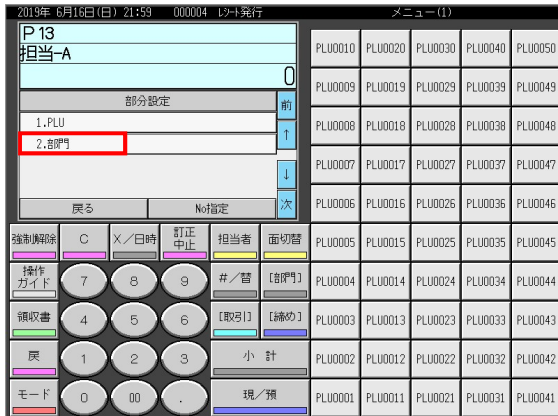 2019年 6月16日(日) 21:59 000004 レシート発行
メニュー(1)
P13
担当-A
0
部分設定
前
1.PLU
↑
2.部門
↓
戻る
No指定
次
PLU0010 PLU0020 PLU0030 PLU0040 PLU0050
PLU0009 PLU0019 PLU0029 PLU0039 PLU0049
PLU0008 PLU0018 PLU0028 PLU0038 PLU0048
PLU0007 PLU0017 PLU0027 PLU0037 PLU0047
PLU0006 PLU0016 PLU0026 PLU0036 PLU0046
強制解除 C X/日時 訂正中止 担当者 面切替
PLU0005 PLU0015 PLU0025 PLU0035 PLU0045
操作ガイド 7 8 9 #/替 [部門]
PLU0004 PLU0014 PLU0024 PLU0034 PLU0044
領収書 4 5 6 [取引] [締め]
PLU0003 PLU0013 PLU0023 PLU0033 PLU0043
戻 1 2 3 小計
PLU0002 PLU0012 PLU0022 PLU0032 PLU0042
モード 0 00 . 現/預
PLU0001 PLU0011 PLU0021 PLU0031 PLU0041